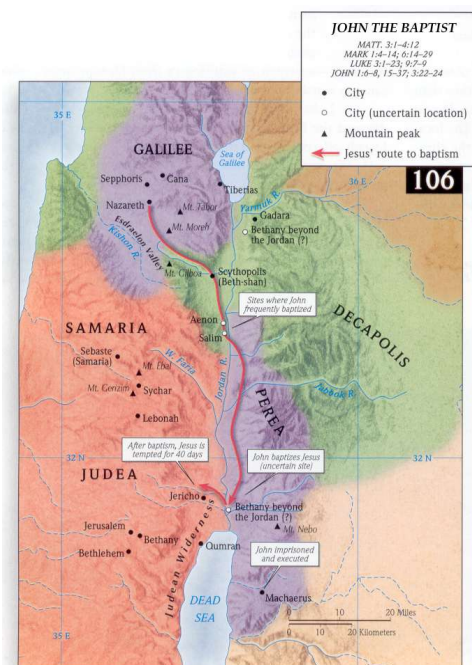 JOHN THE BAPTIST
MATT. 3:1–4:12
MARK 1:4–14; 6:14–29
LUKE 3:1–23; 9:7–9
JOHN 1:6–8, 15–37; 3:22–24
City
City (uncertain location)
Mountain peak
Jesus' route to baptism
106
35 E
36 E
GALILEE
Sea of
Galilee
Sepphoris
Cana
Tiberias
Nazareth
Mt. Tabor
Yarmuk R.
Gadara
Mt. Moreh
Bethany beyond
the Jordan (?)
Esdraelon Valley
Kishon R.
Mt. Gilboa
Scythopolis
(Beth-shan)
Sites where John
frequently baptized
DECAPOLIS
Aenon
Salim
SAMARIA
Sebaste
(Samaria)
Mt. Ebal
W. Faria
Jordan R.
Mt. Gerizim
Sychar
Jabbok R.
PEREA
Lebonah
After baptism, Jesus is
tempted for 40 days
John baptizes Jesus
(uncertain site)
32 N
32 N
JUDEA
Jericho
Bethany beyond
the Jordan (?)
Mt. Nebo
Jerusalem
Bethany
Bethlehem
Qumran
Judean Wilderness
John imprisoned
and executed
DEAD
SEA
Machaerus
0 10 20 Miles
0 10 20 Kilometers
35 E